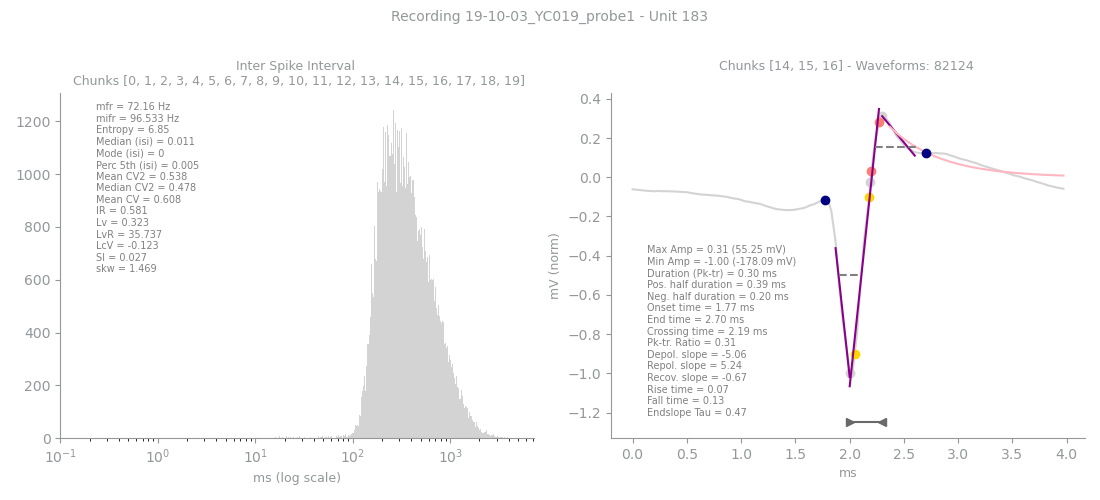 Recording 19-10-03_YC019_probe1 - Unit 183
Inter Spike Interval
Chunks [0, 1, 2, 3, 4, 5, 6, 7, 8, 9, 10, 11, 12, 13, 14, 15, 16, 17, 18, 19]
mfr = 72.16 Hz
mifr = 96.533 Hz
Entropy = 6.85
Median (isi) = 0.011
Mode (isi) = 0
Perc 5th (isi) = 0.005
Mean CV2 = 0.538
Median CV2 = 0.478
Mean CV = 0.608
IR = 0.581
Lv = 0.323
LvR = 35.737
LcV = -0.123
SI = 0.027
skw = 1.469
1200
1000
800
600
400
200
0
10⁻¹ 10⁰ 10¹ 10² 10³
ms (log scale)
Chunks [14, 15, 16] - Waveforms: 82124
mV (norm)
0.4
0.2
0.0
−0.2
−0.4
−0.6
−0.8
−1.0
−1.2
Max Amp = 0.31 (55.25 mV)
Min Amp = -1.00 (-178.09 mV)
Duration (Pk-tr) = 0.30 ms
Pos. half duration = 0.39 ms
Neg. half duration = 0.20 ms
Onset time = 1.77 ms
End time = 2.70 ms
Crossing time = 2.19 ms
Pk-tr. Ratio = 0.31
Depol. slope = -5.06
Repol. slope = 5.24
Recov. slope = -0.67
Rise time = 0.07
Fall time = 0.13
Endslope Tau = 0.47
0.0 0.5 1.0 1.5 2.0 2.5 3.0 3.5 4.0
ms